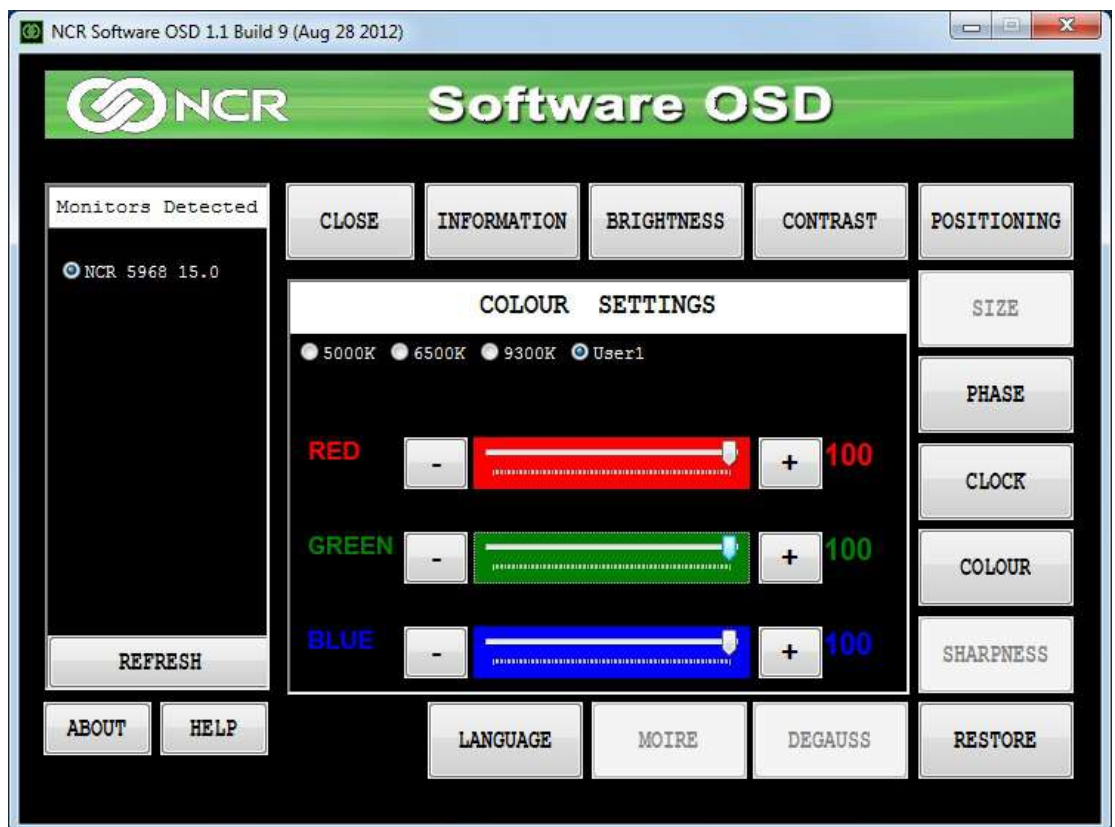 NCR Software OSD 1.1 Build 9 (Aug 28 2012)
NCR Software OSD
Monitors Detected
NCR 5968 15.0
REFRESH
ABOUT HELP
CLOSE INFORMATION BRIGHTNESS CONTRAST POSITIONING
COLOUR SETTINGS
5000K 6500K 9300K User1
RED - + 100
GREEN - + 100
BLUE - + 100
SIZE
PHASE
CLOCK
COLOUR
SHARPNESS
LANGUAGE MOIRE DEGAUSS RESTORE